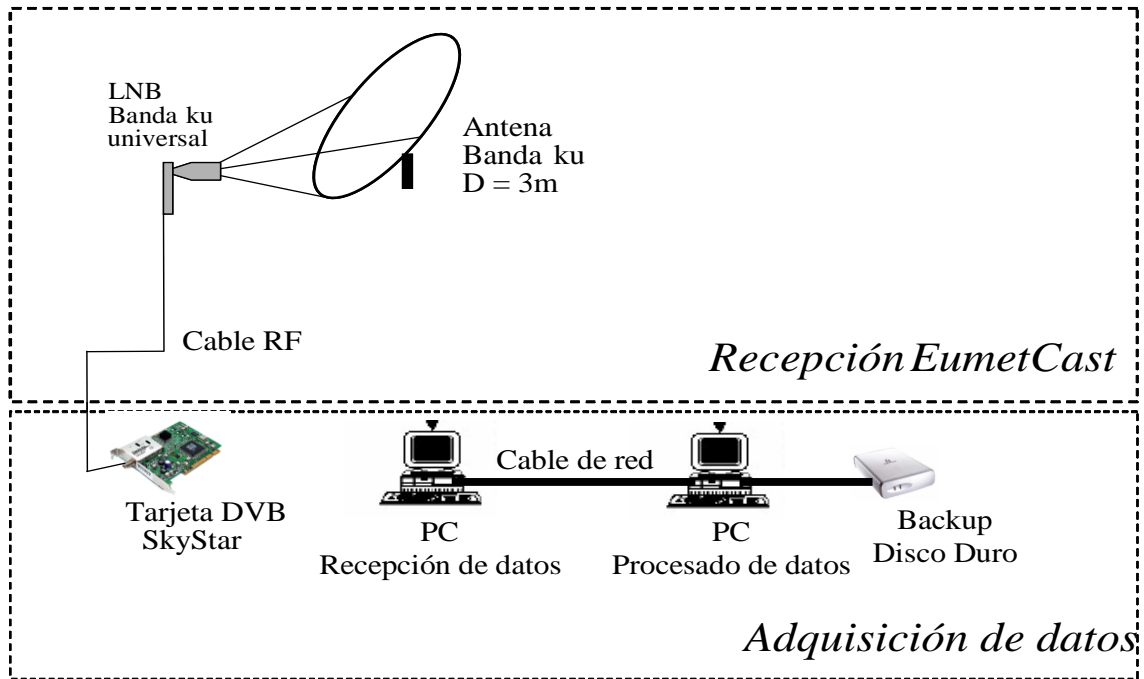 LNB
Banda ku
universal
Antena
Banda ku
D = 3m
Cable RF
Recepción EumetCast
Tarjeta DVB
SkyStar
Cable de red
PC
Recepción de datos
PC
Procesado de datos
Backup
Disco Duro
Adquisición de datos